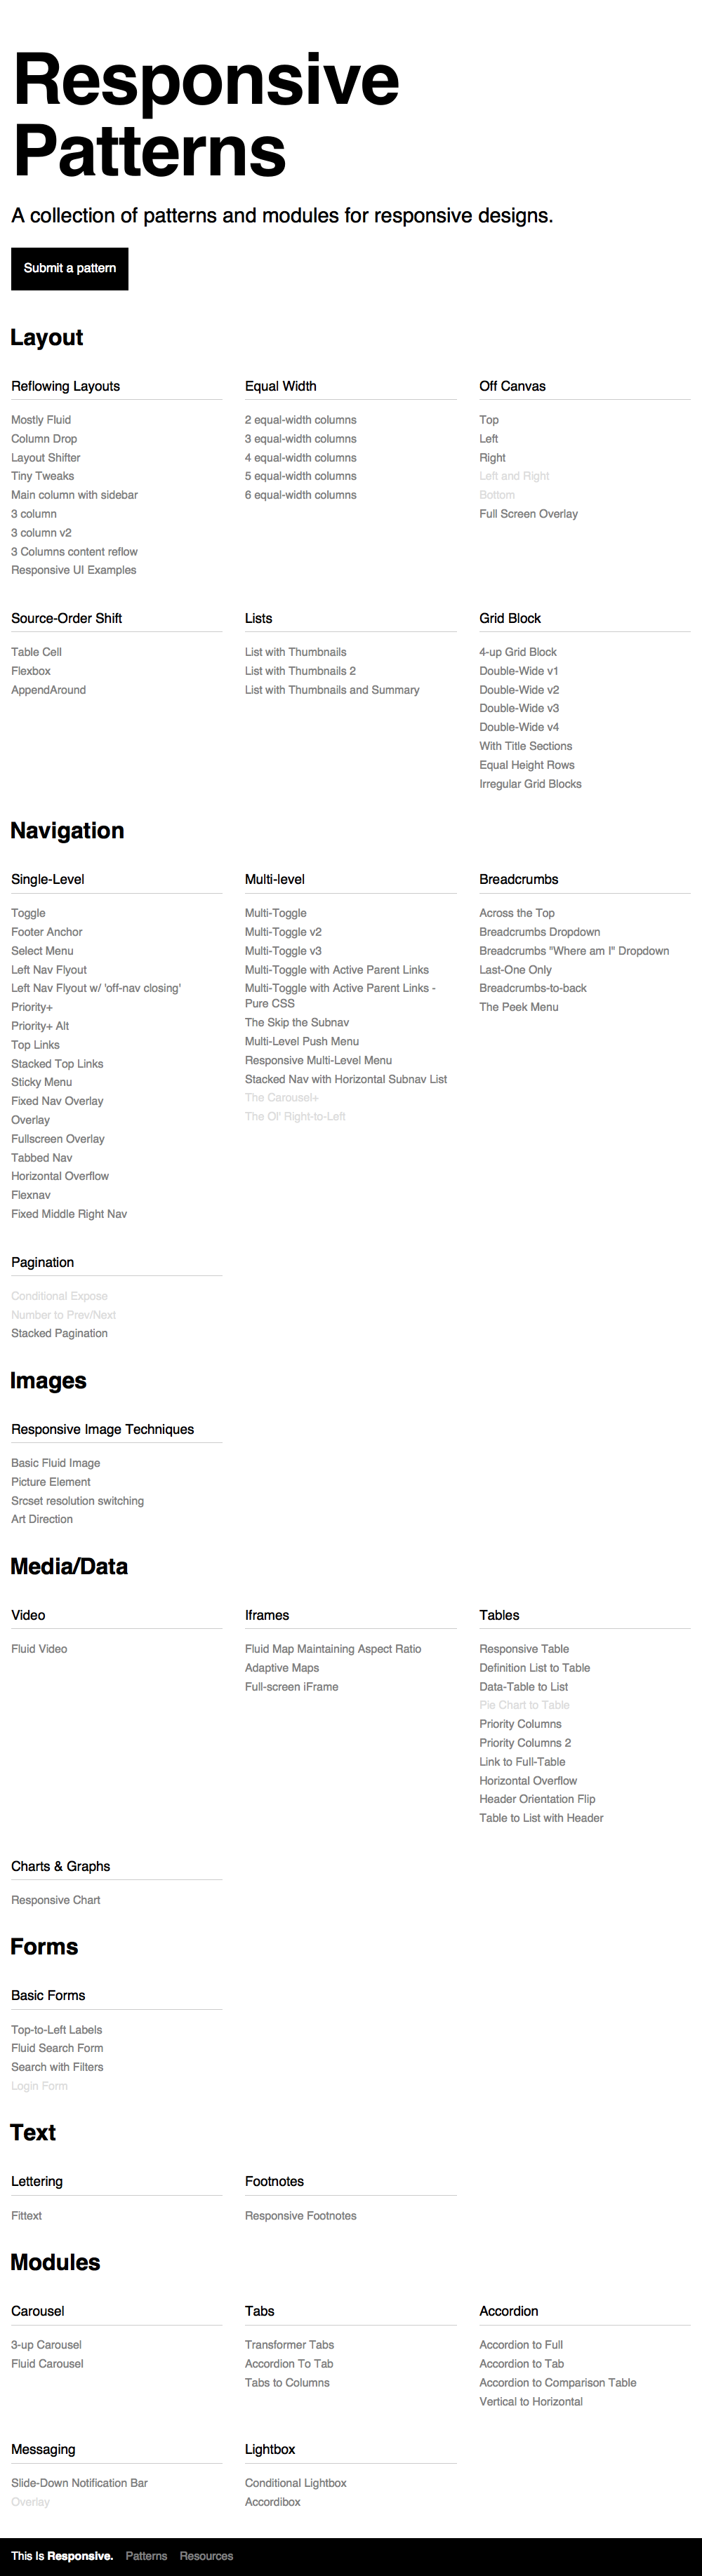 Responsive
Patterns
A collection of patterns and modules for responsive designs.
Submit a pattern
Layout
Reflowing Layouts
Mostly Fluid
Column Drop
Layout Shifter
Tiny Tweaks
Main column with sidebar
3 column
3 column v2
3 Columns content reflow
Responsive UI Examples
Equal Width
2 equal-width columns
3 equal-width columns
4 equal-width columns
5 equal-width columns
6 equal-width columns
Off Canvas
Top
Left
Right
Left and Right
Bottom
Full Screen Overlay
Source-Order Shift
Table Cell
Flexbox
AppendAround
Lists
List with Thumbnails
List with Thumbnails 2
List with Thumbnails and Summary
Grid Block
4-up Grid Block
Double-Wide v1
Double-Wide v2
Double-Wide v3
Double-Wide v4
With Title Sections
Equal Height Rows
Irregular Grid Blocks
Navigation
Single-Level
Toggle
Footer Anchor
Select Menu
Left Nav Flyout
Left Nav Flyout w/ 'off-nav closing'
Priority+
Priority+ Alt
Top Links
Stacked Top Links
Sticky Menu
Fixed Nav Overlay
Overlay
Fullscreen Overlay
Tabbed Nav
Horizontal Overflow
Flexnav
Fixed Middle Right Nav
Multi-level
Multi-Toggle
Multi-Toggle v2
Multi-Toggle v3
Multi-Toggle with Active Parent Links
Multi-Toggle with Active Parent Links -
Pure CSS
The Skip the Subnav
Multi-Level Push Menu
Responsive Multi-Level Menu
Stacked Nav with Horizontal Subnav List
The Carousel+
The Ol' Right-to-Left
Breadcrumbs
Across the Top
Breadcrumbs Dropdown
Breadcrumbs "Where am I" Dropdown
Last-One Only
Breadcrumbs-to-back
The Peek Menu
Pagination
Conditional Expose
Number to Prev/Next
Stacked Pagination
Images
Responsive Image Techniques
Basic Fluid Image
Picture Element
Srcset resolution switching
Art Direction
Media/Data
Video
Fluid Video
Iframes
Fluid Map Maintaining Aspect Ratio
Adaptive Maps
Full-screen iFrame
Tables
Responsive Table
Definition List to Table
Data-Table to List
Pie Chart to Table
Priority Columns
Priority Columns 2
Link to Full-Table
Horizontal Overflow
Header Orientation Flip
Table to List with Header
Charts & Graphs
Responsive Chart
Forms
Basic Forms
Top-to-Left Labels
Fluid Search Form
Search with Filters
Login Form
Text
Lettering
Fittext
Footnotes
Responsive Footnotes
Modules
Carousel
3-up Carousel
Fluid Carousel
Tabs
Transformer Tabs
Accordion To Tab
Tabs to Columns
Accordion
Accordion to Full
Accordion to Tab
Accordion to Comparison Table
Vertical to Horizontal
Messaging
Slide-Down Notification Bar
Overlay
Lightbox
Conditional Lightbox
Accordibox
This Is Responsive. Patterns Resources